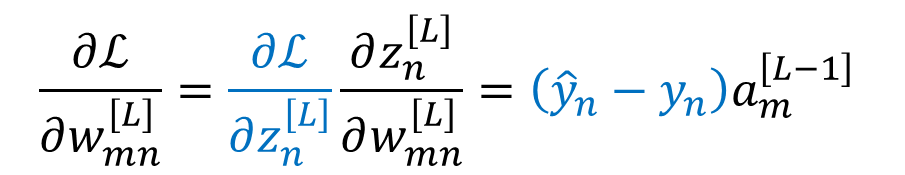 ∂ℒ/∂w_{mn}^{[L]} = ∂ℒ/∂z_n^{[L]} ∂z_n^{[L]}/∂w_{mn}^{[L]} = (ŷ_n − y_n)a_m^{[L−1]}